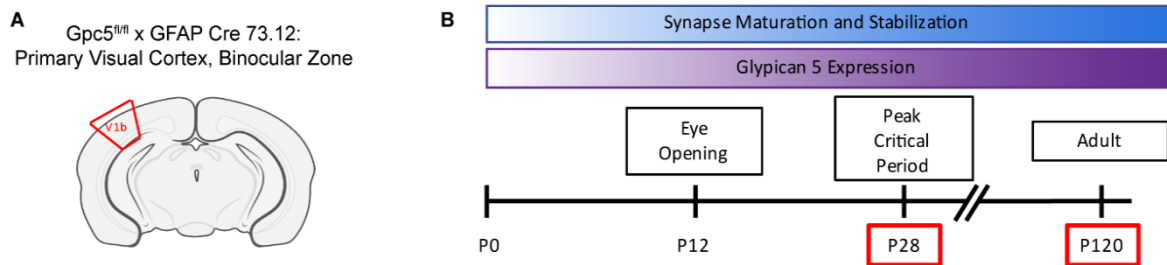 A
Gpc5fl/fl x GFAP Cre 73.12:
Primary Visual Cortex, Binocular Zone
V1b
B
Synapse Maturation and Stabilization
Glypican 5 Expression
Eye
Opening
Peak
Critical
Period
Adult
P0
P12
P28
P120